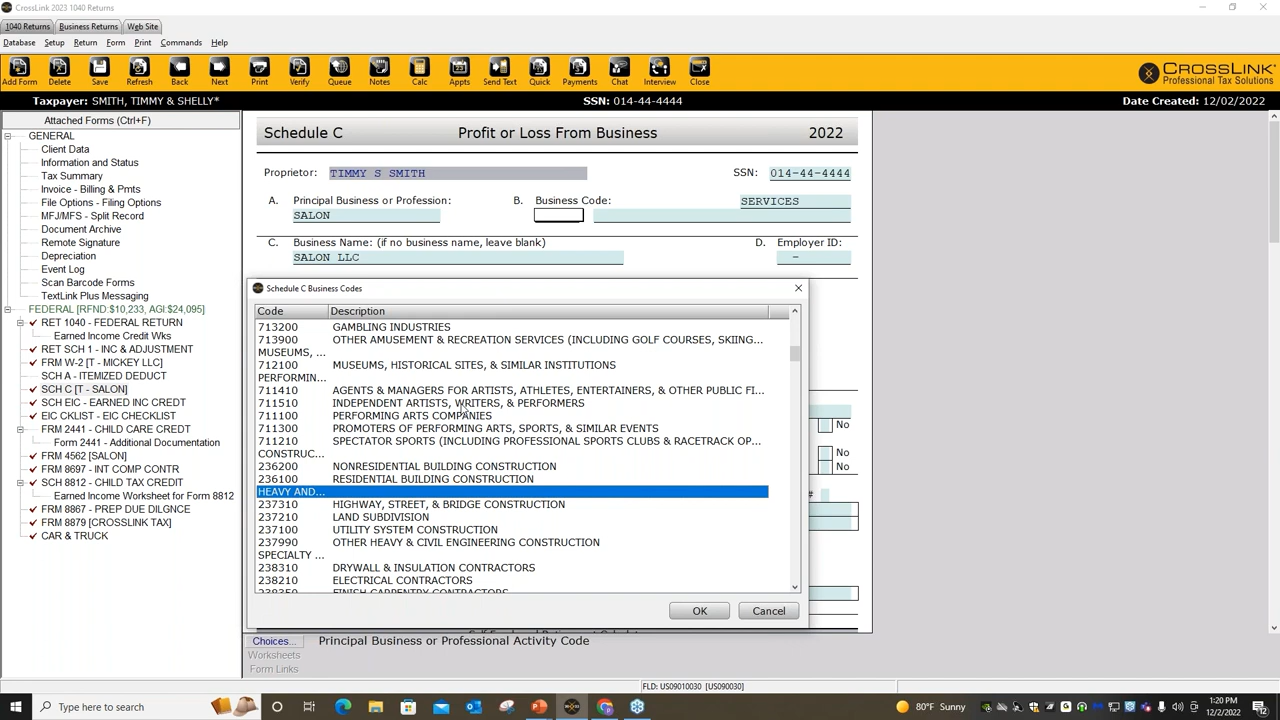 CrossLink 2023 1040 Returns
1040 Returns Business Returns Web Site
Database Setup Return Form Print Commands Help
Add Form Delete Save Refresh Back Next Print Verify Queue Notes Calc Appts Send Text Quick Payments Chat Interview Close
CROSSLINK
Professional Tax Solutions
Taxpayer: SMITH, TIMMY & SHELLY* SSN: 014-44-4444 Date Created: 12/02/2022
Attached Forms (Ctrl+F)
GENERAL
Client Data
Information and Status
Tax Summary
Invoice - Billing & Pmts
File Options - Filing Options
MFJ/MFS - Split Record
Document Archive
Remote Signature
Depreciation
Event Log
Scan Barcode Forms
TextLink Plus Messaging
FEDERAL [RFND:$10,233, AGI:$24,095]
RET 1040 - FEDERAL RETURN
Earned Income Credit Wks
RET SCH 1 - INC & ADJUSTMENT
FRM W-2 [T - MICKEY LLC]
SCH A - ITEMIZED DEDUCT
SCH C [T - SALON]
SCH EIC - EARNED INC CREDT
EIC CKLIST - EIC CHECKLIST
FRM 2441 - CHILD CARE CREDT
Form 2441 - Additional Documentation
FRM 4562 [SALON]
FRM 8697 - INT COMP CONTR
SCH 8812 - CHILD TAX CREDIT
Earned Income Worksheet for Form 8812
FRM 8867 - PREP DUE DiLGNCE
FRM 8879 [CROSSLINK TAX]
CAR & TRUCK
Schedule C Profit or Loss From Business 2022
Proprietor: TIMMY S SMITH SSN: 014-44-4444
A. Principal Business or Profession: B. Business Code: SERVICES
SALON
C. Business Name: (if no business name, leave blank) D. Employer ID:
SALON LLC -
Schedule C Business Codes
Code Description
713200 GAMBLING INDUSTRIES
713900 OTHER AMUSEMENT & RECREATION SERVICES (INCLUDING GOLF COURSES, SKIING...
MUSEUMS, ...
712100 MUSEUMS, HISTORICAL SITES, & SIMILAR INSTITUTIONS
PERFORMIN...
711410 AGENTS & MANAGERS FOR ARTISTS, ATHLETES, ENTERTAINERS, & OTHER PUBLIC FI...
711510 INDEPENDENT ARTISTS, WRITERS, & PERFORMERS
711100 PERFORMING ARTS COMPANIES
711300 PROMOTERS OF PERFORMING ARTS, SPORTS, & SIMILAR EVENTS
711210 SPECTATOR SPORTS (INCLUDING PROFESSIONAL SPORTS CLUBS & RACETRACK OP...
CONSTRUC...
236200 NONRESIDENTIAL BUILDING CONSTRUCTION
236100 RESIDENTIAL BUILDING CONSTRUCTION
HEAVY AND...
237310 HIGHWAY, STREET, & BRIDGE CONSTRUCTION
237210 LAND SUBDIVISION
237100 UTILITY SYSTEM CONSTRUCTION
237990 OTHER HEAVY & CIVIL ENGINEERING CONSTRUCTION
SPECIALTY ...
238310 DRYWALL & INSULATION CONTRACTORS
238210 ELECTRICAL CONTRACTORS
238350 FINISH CARPENTRY CONTRACTORS
OK Cancel
No
No
No
Choices... Principal Business or Professional Activity Code
Worksheets
Form Links
FLD: US09010030 [US090030]
Type here to search
80°F Sunny
1:20 PM
12/2/2022
12